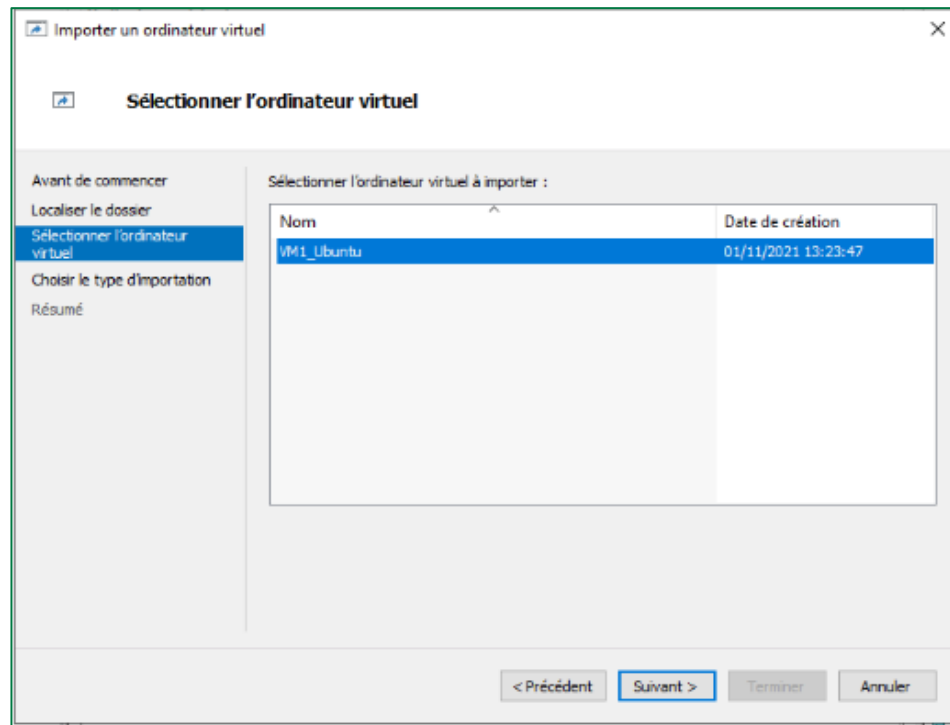 Importer un ordinateur virtuel
Sélectionner l'ordinateur virtuel
Avant de commencer
Localiser le dossier
Sélectionner l'ordinateur
virtuel
Choisir le type d'importation
Résumé
Sélectionner l'ordinateur virtuel à importer :
Nom
Date de création
VM1_Ubuntu
01/11/2021 13:23:47
< Précédent
Suivant >
Terminer
Annuler